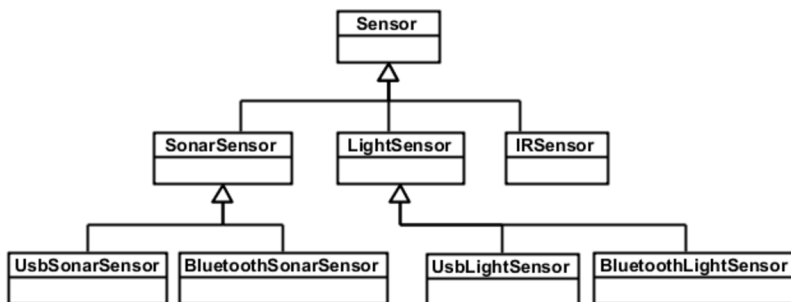 Sensor
SonarSensor
LightSensor
IRSensor
UsbSonarSensor
BluetoothSonarSensor
UsbLightSensor
BluetoothLightSensor